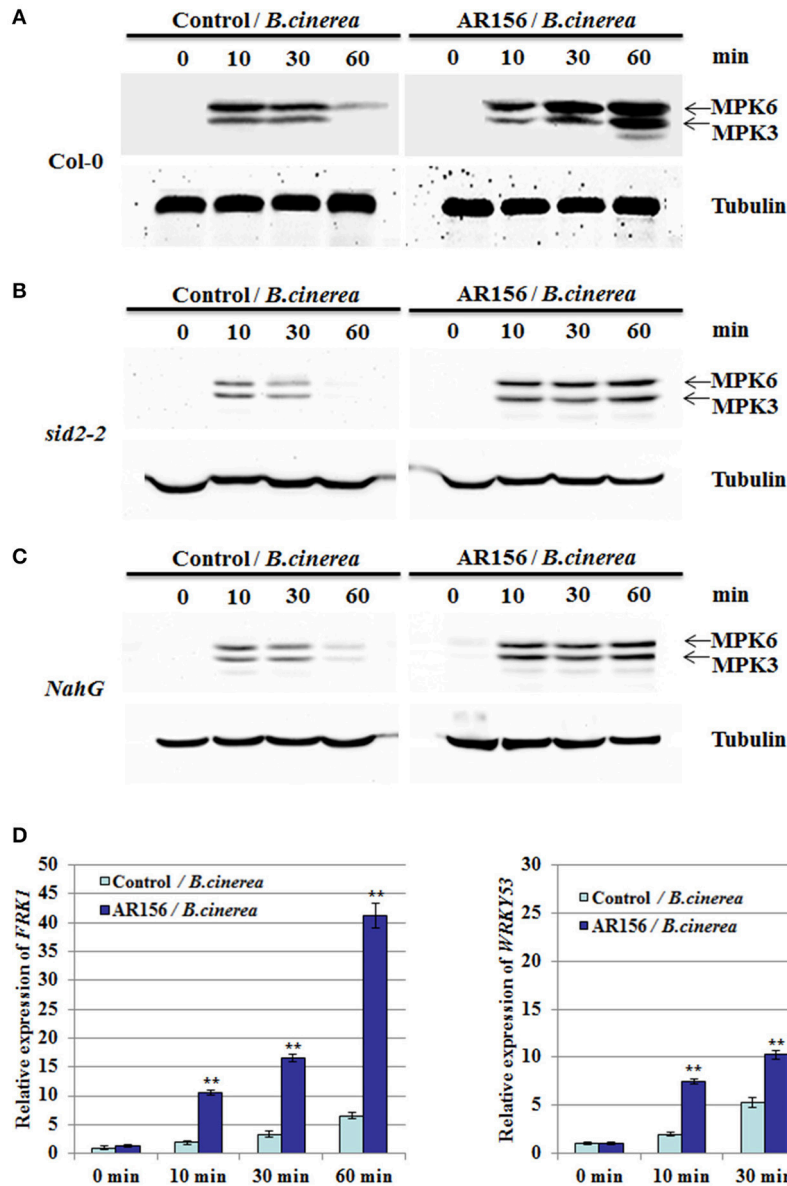 A
Control / B.cinerea
AR156 / B.cinerea
0 10 30 60
0 10 30 60
min
MPK6
MPK3
Col-0
Tubulin
B
Control / B.cinerea
AR156 / B.cinerea
0 10 30 60
0 10 30 60
min
MPK6
MPK3
sid2-2
Tubulin
C
Control / B.cinerea
AR156 / B.cinerea
0 10 30 60
0 10 30 60
min
MPK6
MPK3
NahG
Tubulin
D
Relative expression of FRK1
50
45
40
35
30
25
20
15
10
5
0
Control / B.cinerea
AR156 / B.cinerea
**
**
**
0 min 10 min 30 min 60 min
Relative expression of WRKY53
30
25
20
15
10
5
0
Control / B.cinerea
AR156 / B.cinerea
**
**
0 min 10 min 30 min